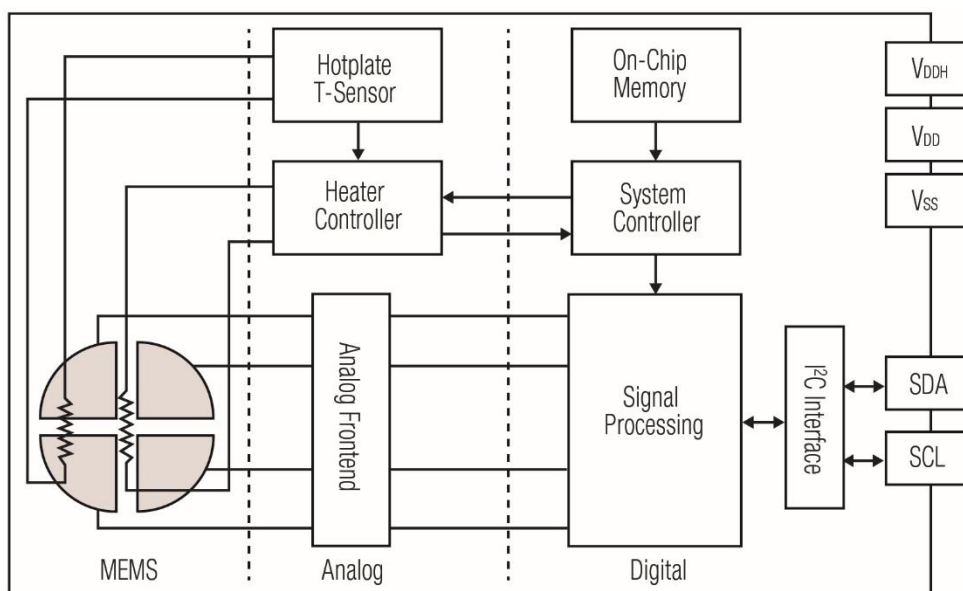 Hotplate
T-Sensor
On-Chip
Memory
VDDH
VDD
VSS
Heater
Controller
System
Controller
Analog Frontend
Signal
Processing
I²C Interface
SDA
SCL
MEMS
Analog
Digital